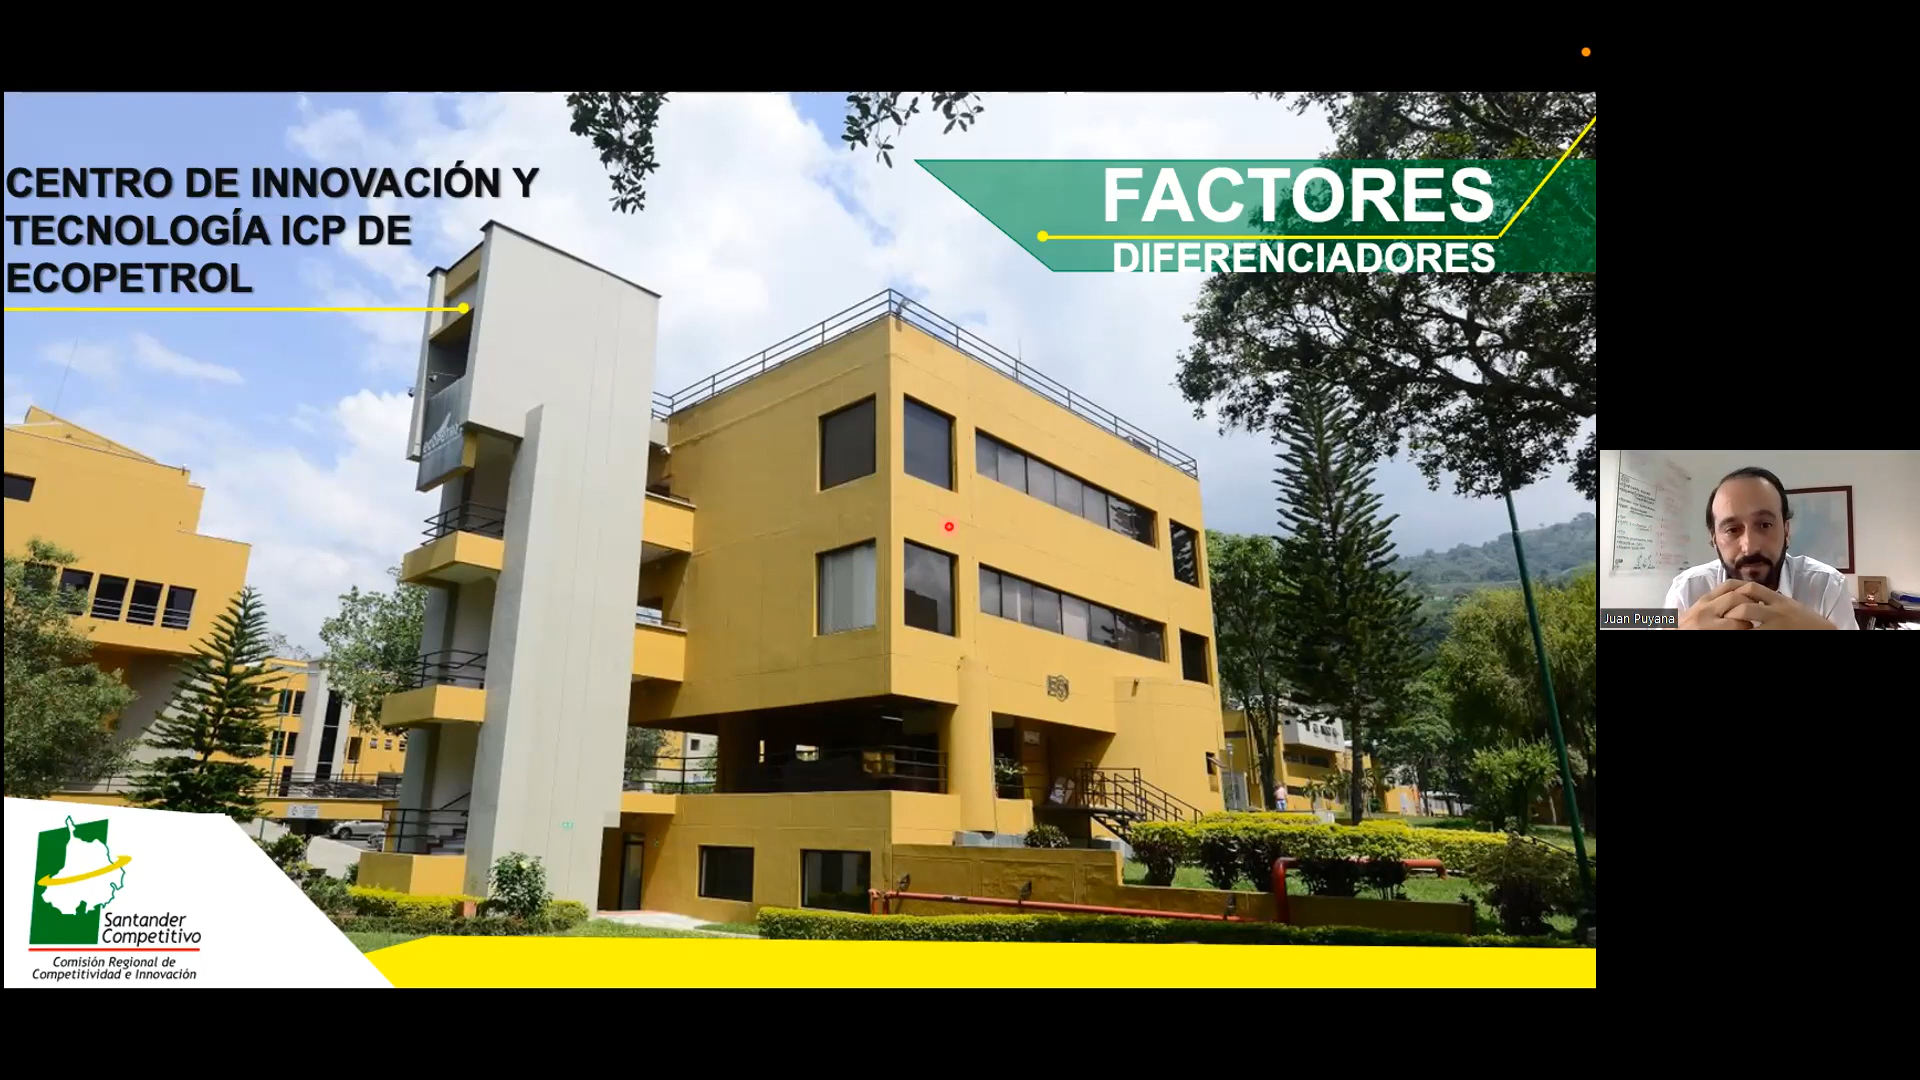 CENTRO DE INNOVACIÓN Y
TECNOLOGÍA ICP DE
ECOPETROL
FACTORES
DIFERENCIADORES
Juan Puyana
Santander
Competitivo
Comisión Regional de
Competitividad e Innovación